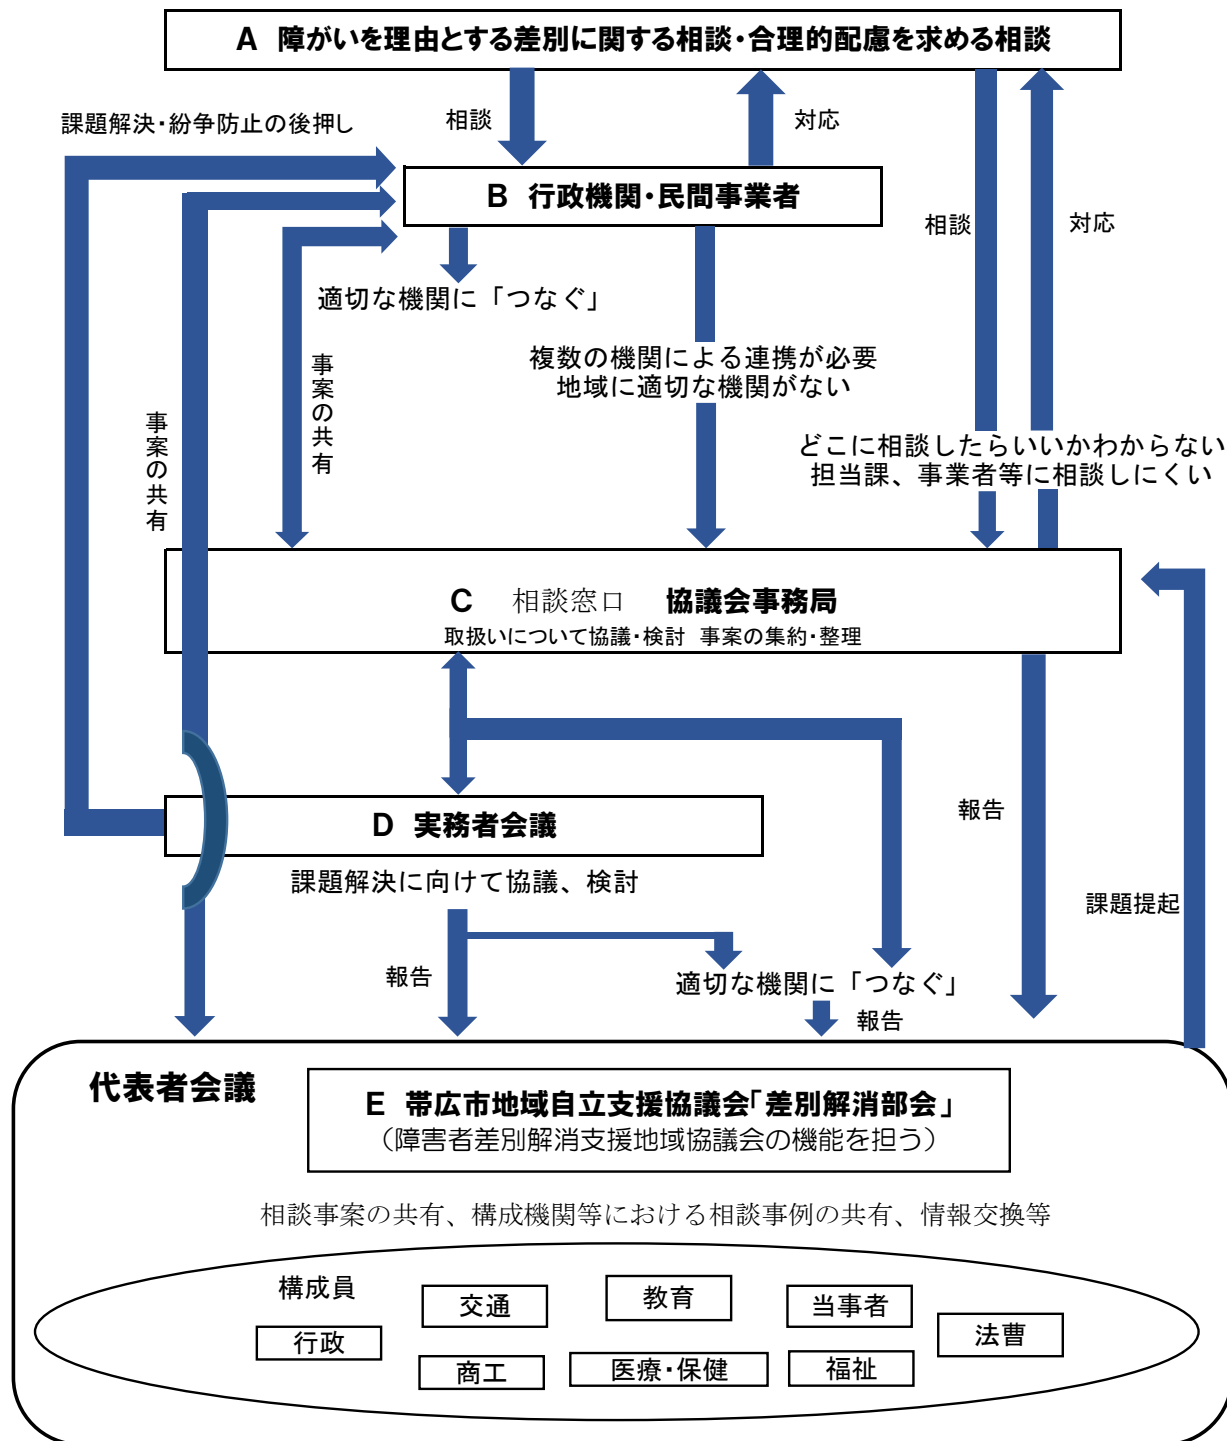 A 障がいを理由とする差別に関する相談・合理的配慮を求める相談
課題解決・紛争防止の後押し
相談
対応
B 行政機関・民間事業者
相談
対応
適切な機関に「つなぐ」
複数の機関による連携が必要
地域に適切な機関がない
事案の共有
事案の共有
どこに相談したらいいかわからない
担当課、事業者等に相談しにくい
C 相談窓口 協議会事務局
取扱いについて協議・検討 事案の集約・整理
D 実務者会議
報告
課題解決に向けて協議、検討
課題提起
報告
適切な機関に「つなぐ」
報告
代表者会議
E 帯広市地域自立支援協議会「差別解消部会」
（障害者差別解消支援地域協議会の機能を担う）
相談事案の共有、構成機関等における相談事例の共有、情報交換等
構成員
交通
教育
当事者
行政
法曹
商工
医療・保健
福祉